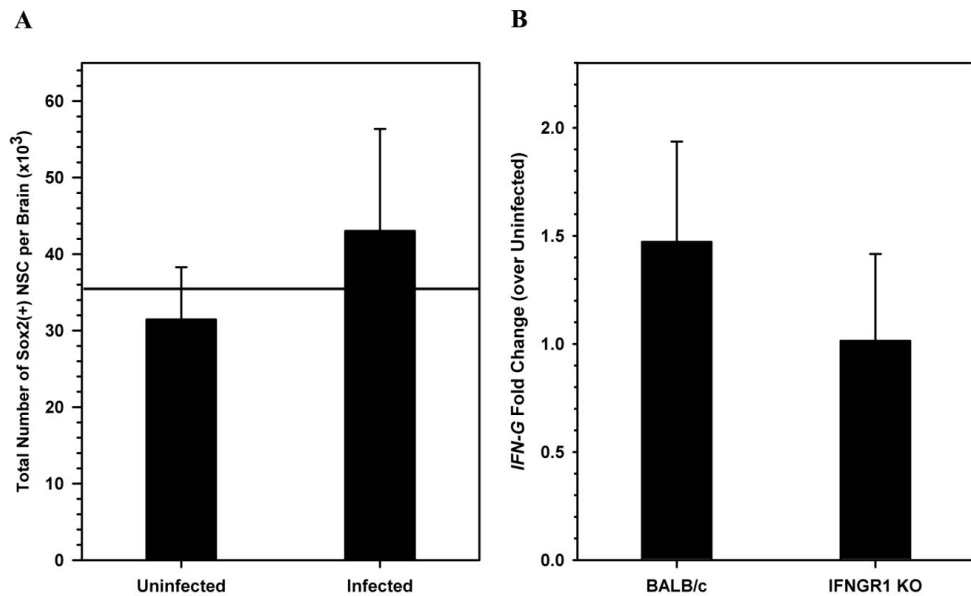 A
B
Total Number of Sox2(+) NSC per Brain (x10³)
60
50
40
30
20
10
0
Uninfected
Infected
IFN-G Fold Change (over Uninfected)
2.0
1.5
1.0
0.5
0.0
BALB/c
IFNGR1 KO